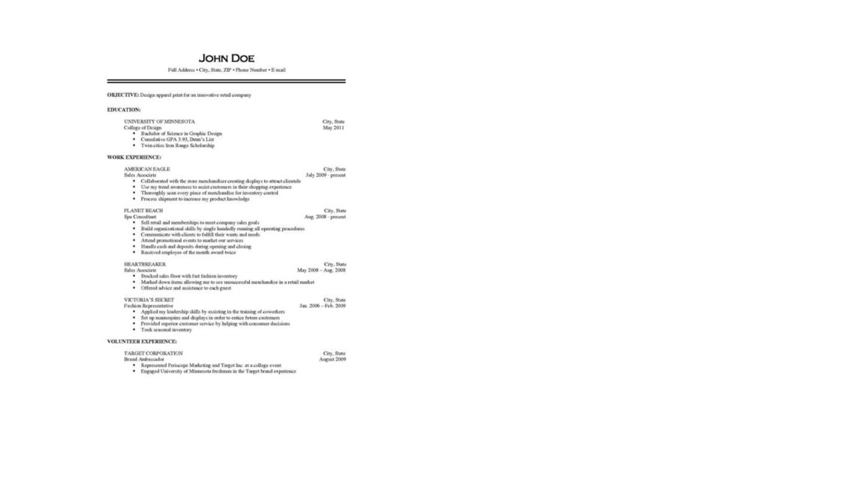 JOHN DOE
Full Address • City, State, ZIP • Phone Number • E-mail
OBJECTIVE: Design apparel print for an innovative retail company
EDUCATION:
UNIVERSITY OF MINNESOTA City, State
College of Design May 2011
• Bachelor of Science in Graphic Design
• Cumulative GPA 3.93, Dean's List
• Twin cities Iron Range Scholarship
WORK EXPERIENCE:
AMERICAN EAGLE City, State
Sales Associate July 2009 - present
• Collaborated with the store merchandiser creating displays to attract clientele
• Use my trend awareness to assist customers in their shopping experience
• Thoroughly scan every piece of merchandise for inventory control
• Process shipment to increase my product knowledge
PLANET BEACH City, State
Spa Consultant Aug. 2008 - present
• Sell retail and memberships to meet company sales goals
• Build organizational skills by single handedly running all operating procedures
• Communicate with clients to fulfill their wants and needs
• Attend promotional events to market our services
• Handle cash and deposits during opening and closing
• Received employee of the month award twice
HEARTBREAKER City, State
Sales Associate May 2008 – Aug. 2008
• Stocked sales floor with fast fashion inventory
• Marked down items allowing me to see unsuccessful merchandise in a retail market
• Offered advice and assistance to each guest
VICTORIA'S SECRET City, State
Fashion Representative Jan. 2006 – Feb. 2009
• Applied my leadership skills by assisting in the training of coworkers
• Set up mannequins and displays in order to entice future customers
• Provided superior customer service by helping with consumer decisions
• Took seasonal inventory
VOLUNTEER EXPERIENCE:
TARGET CORPORATION City, State
Brand Ambassador August 2009
• Represented Periscope Marketing and Target Inc. at a college event
• Engaged University of Minnesota freshman in the Target brand experience